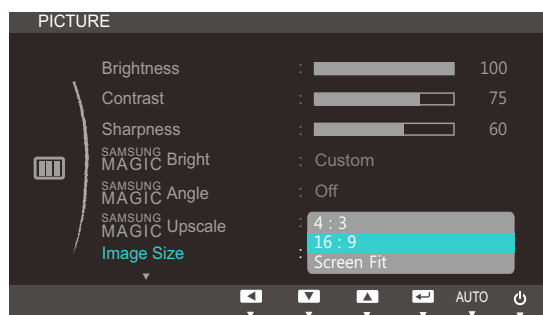 PICTURE
Brightness : 100
Contrast : 75
Sharpness : 60
SAMSUNG MAGIC Bright : Custom
SAMSUNG MAGIC Angle : Off
SAMSUNG MAGIC Upscale :
4 : 3
Image Size :
16 : 9
Screen Fit
AUTO